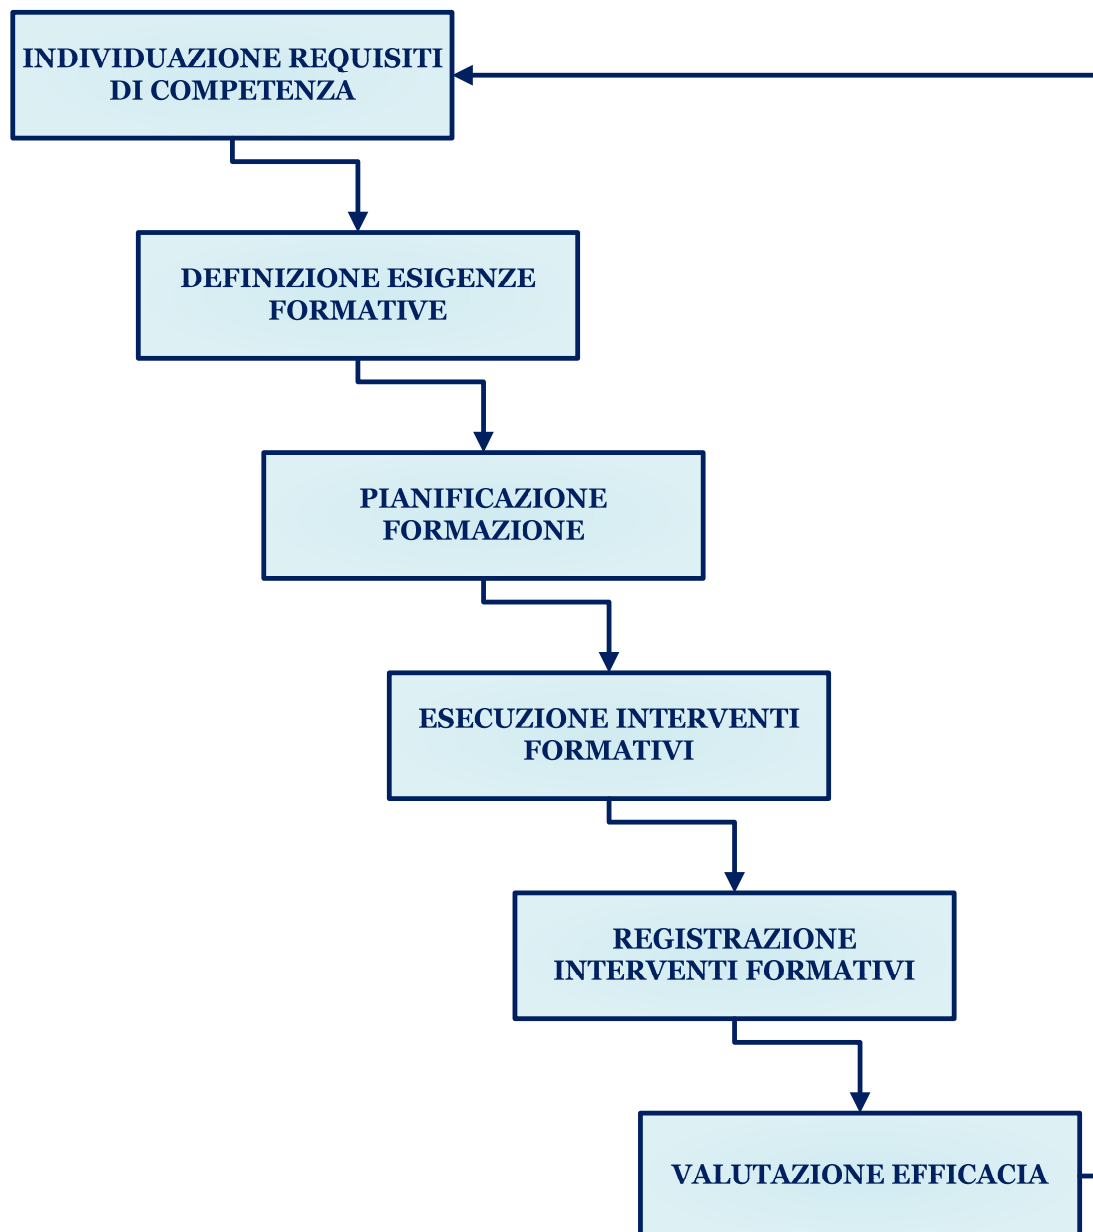 INDIVIDUAZIONE REQUISITI
DI COMPETENZA
DEFINIZIONE ESIGENZE
FORMATIVE
PIANIFICAZIONE
FORMAZIONE
ESECUZIONE INTERVENTI
FORMATIVI
REGISTRAZIONE
INTERVENTI FORMATIVI
VALUTAZIONE EFFICACIA